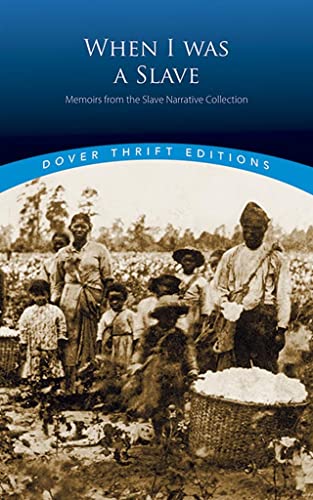 When I was
a Slave
Memoirs from the Slave Narrative Collection
DOVER THRIFT EDITIONS